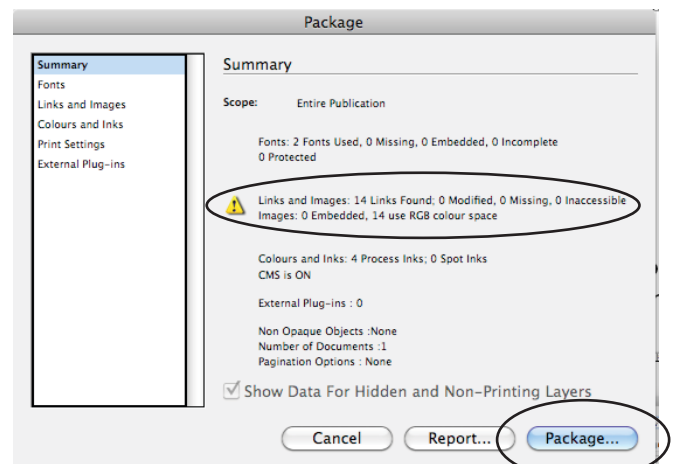 Package
Summary
Fonts
Links and Images
Colours and Inks
Print Settings
External Plug-ins
Summary
Scope: Entire Publication
Fonts: 2 Fonts Used, 0 Missing, 0 Embedded, 0 Incomplete
0 Protected
Links and Images: 14 Links Found; 0 Modified, 0 Missing, 0 Inaccessible
Images: 0 Embedded, 14 use RGB colour space
Colours and Inks: 4 Process Inks; 0 Spot Inks
CMS is ON
External Plug-ins : 0
Non Opaque Objects :None
Number of Documents :1
Pagination Options : None
Show Data For Hidden and Non-Printing Layers
Cancel Report... Package...